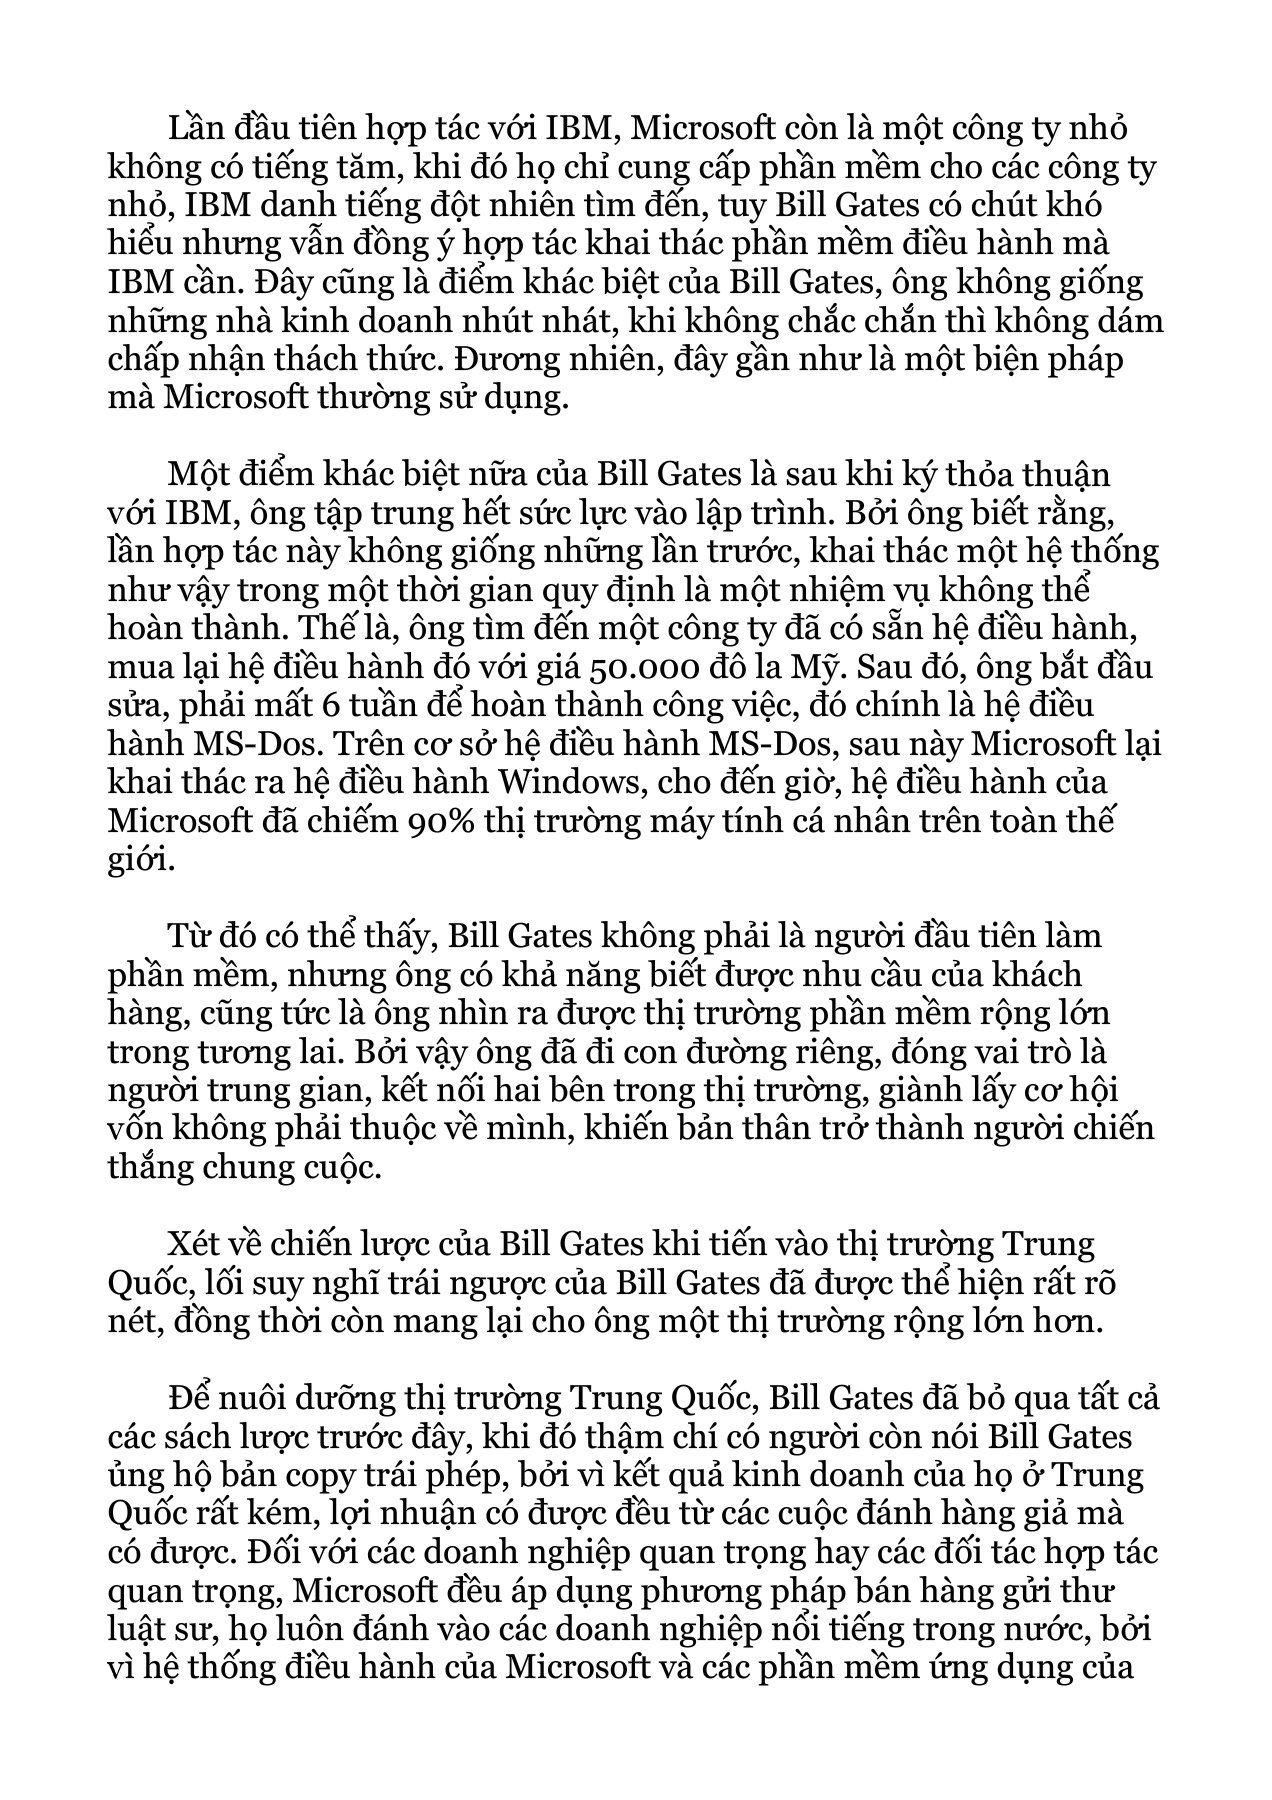 Lần đầu tiên hợp tác với IBM, Microsoft còn là một công ty nhỏ
không có tiếng tăm, khi đó họ chỉ cung cấp phần mềm cho các công ty
nhỏ, IBM danh tiếng đột nhiên tìm đến, tuy Bill Gates có chút khó
hiểu nhưng vẫn đồng ý hợp tác khai thác phần mềm điều hành mà
IBM cần. Đây cũng là điểm khác biệt của Bill Gates, ông không giống
những nhà kinh doanh nhút nhát, khi không chắc chắn thì không dám
chấp nhận thách thức. Đương nhiên, đây gần như là một biện pháp
mà Microsoft thường sử dụng.
Một điểm khác biệt nữa của Bill Gates là sau khi ký thỏa thuận
với IBM, ông tập trung hết sức lực vào lập trình. Bởi ông biết rằng,
lần hợp tác này không giống những lần trước, khai thác một hệ thống
như vậy trong một thời gian quy định là một nhiệm vụ không thể
hoàn thành. Thế là, ông tìm đến một công ty đã có sẵn hệ điều hành,
mua lại hệ điều hành đó với giá 50.000 đô la Mỹ. Sau đó, ông bắt đầu
sửa, phải mất 6 tuần để hoàn thành công việc, đó chính là hệ điều
hành MS-Dos. Trên cơ sở hệ điều hành MS-Dos, sau này Microsoft lại
khai thác ra hệ điều hành Windows, cho đến giờ, hệ điều hành của
Microsoft đã chiếm 90% thị trường máy tính cá nhân trên toàn thế
giới.
Từ đó có thể thấy, Bill Gates không phải là người đầu tiên làm
phần mềm, nhưng ông có khả năng biết được nhu cầu của khách
hàng, cũng tức là ông nhìn ra được thị trường phần mềm rộng lớn
trong tương lai. Bởi vậy ông đã đi con đường riêng, đóng vai trò là
người trung gian, kết nối hai bên trong thị trường, giành lấy cơ hội
vốn không phải thuộc về mình, khiến bản thân trở thành người chiến
thắng chung cuộc.
Xét về chiến lược của Bill Gates khi tiến vào thị trường Trung
Quốc, lối suy nghĩ trái ngược của Bill Gates đã được thể hiện rất rõ
nét, đồng thời còn mang lại cho ông một thị trường rộng lớn hơn.
Để nuôi dưỡng thị trường Trung Quốc, Bill Gates đã bỏ qua tất cả
các sách lược trước đây, khi đó thậm chí có người còn nói Bill Gates
ủng hộ bản copy trái phép, bởi vì kết quả kinh doanh của họ ở Trung
Quốc rất kém, lợi nhuận có được đều từ các cuộc đánh hàng giả mà
có được. Đối với các doanh nghiệp quan trọng hay các đối tác hợp tác
quan trọng, Microsoft đều áp dụng phương pháp bán hàng gửi thư
luật sư, họ luôn đánh vào các doanh nghiệp nổi tiếng trong nước, bởi
vì hệ thống điều hành của Microsoft và các phần mềm ứng dụng của